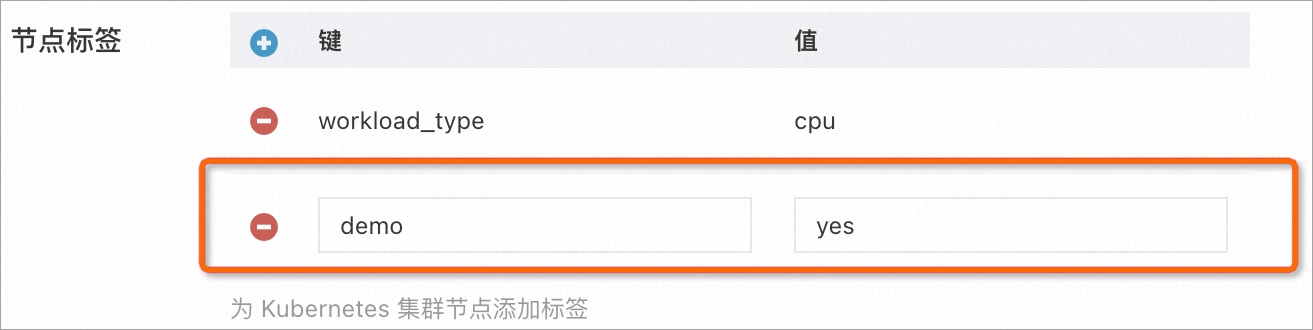 节点标签 键 值
workload_type cpu
demo yes
为 Kubernetes 集群节点添加标签